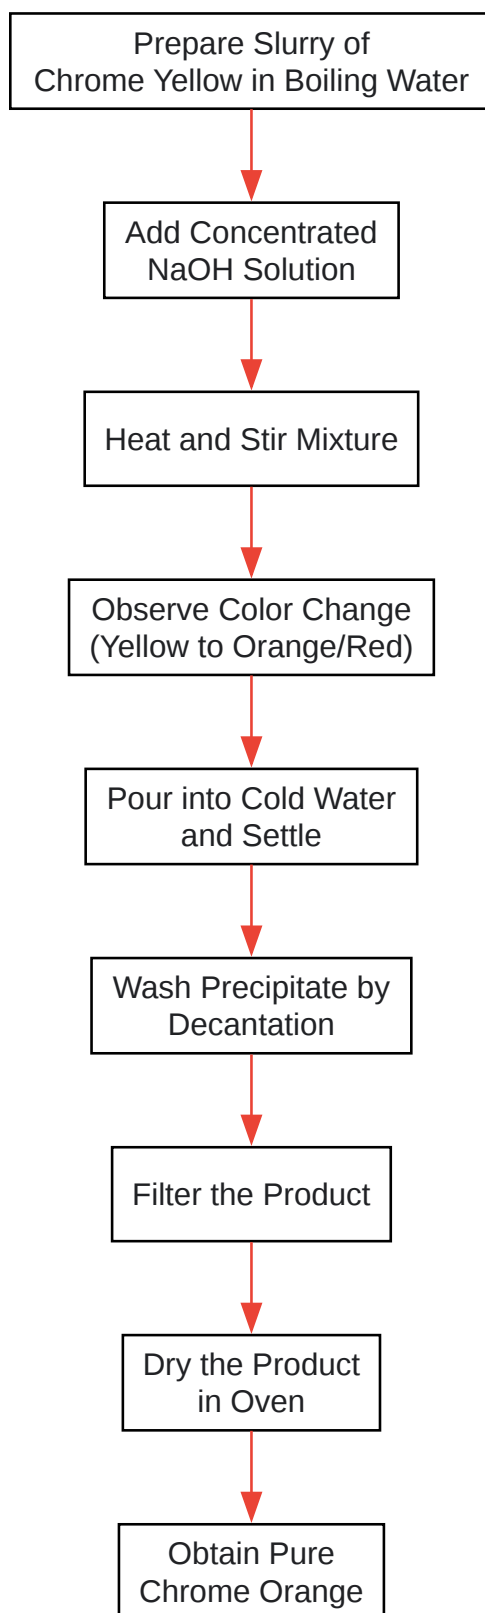 Prepare Slurry of
Chrome Yellow in Boiling Water
Add Concentrated
NaOH Solution
Heat and Stir Mixture
Observe Color Change
(Yellow to Orange/Red)
Pour into Cold Water
and Settle
Wash Precipitate by
Decantation
Filter the Product
Dry the Product
in Oven
Obtain Pure
Chrome Orange